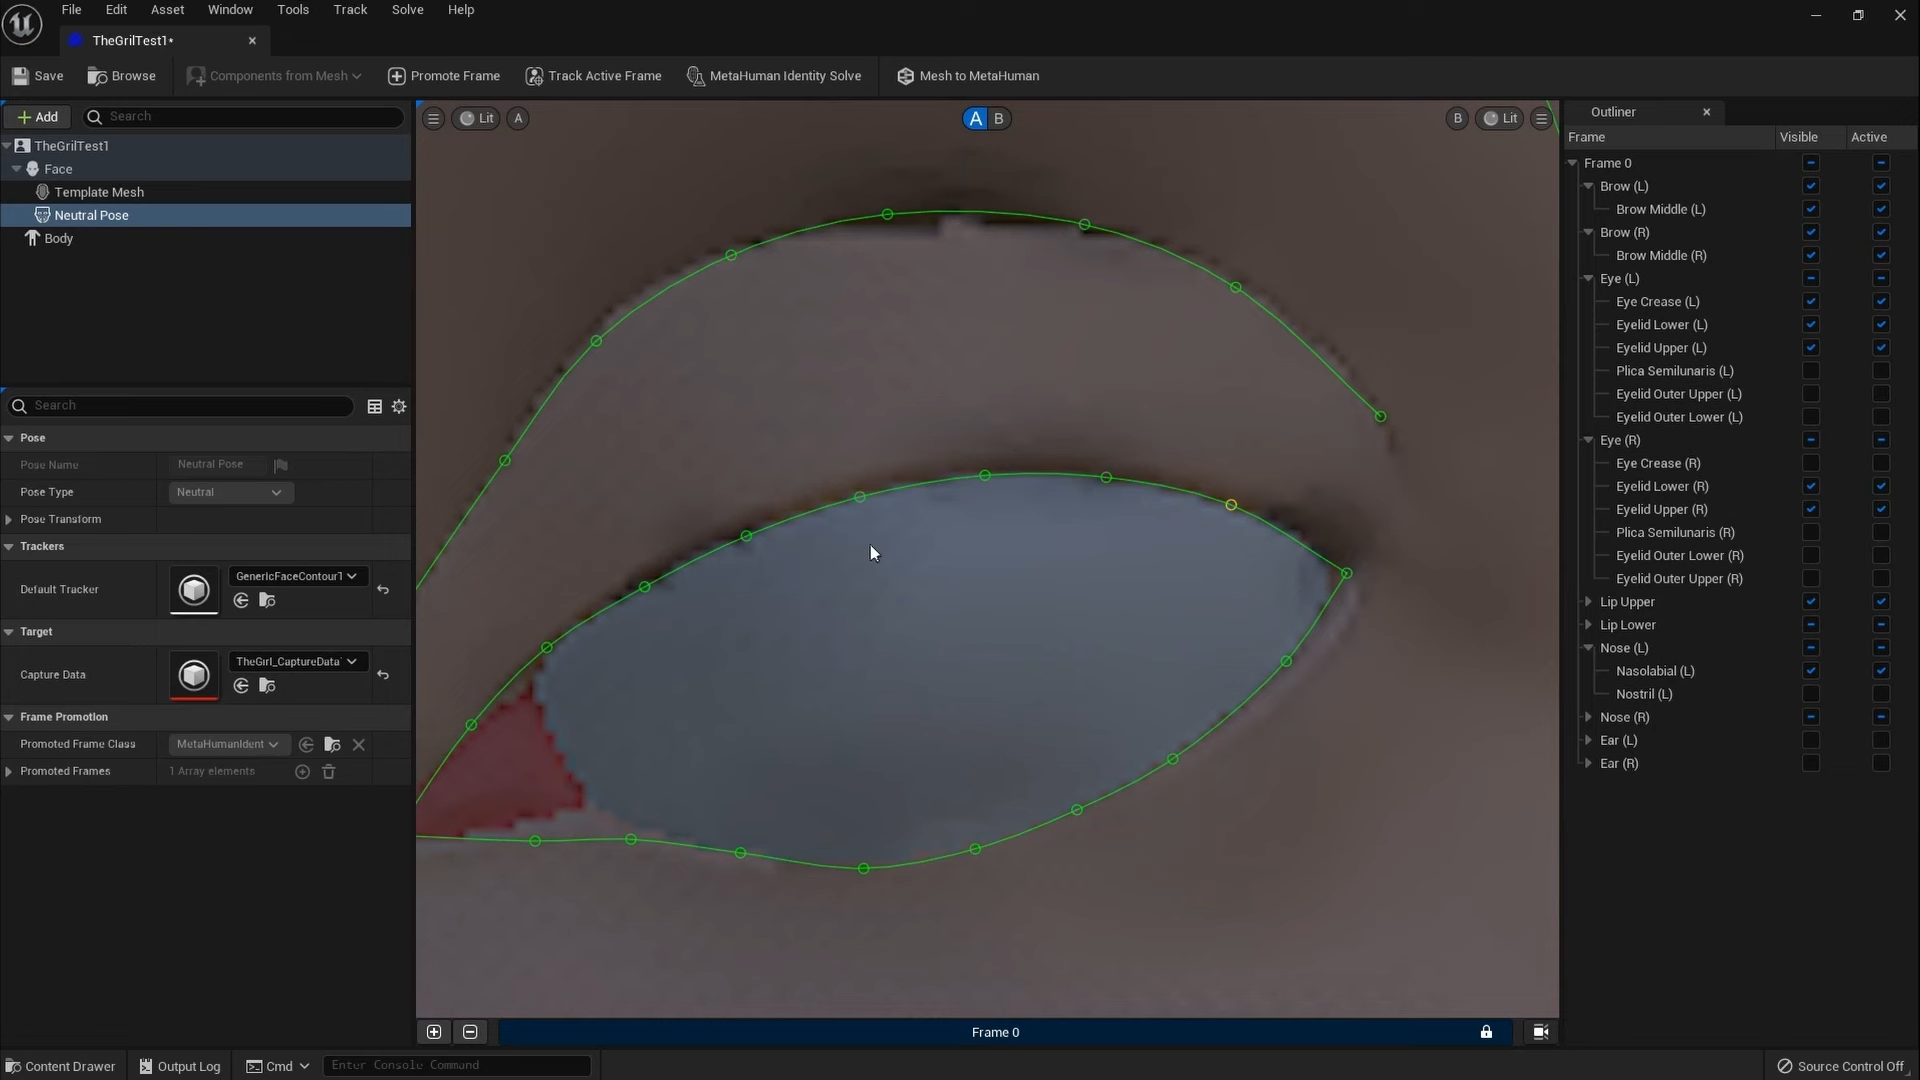 File Edit Asset Window Tools Track Solve Help
TheGrilTest1*
Save Browse Components from Mesh Promote Frame Track Active Frame MetaHuman Identity Solve Mesh to MetaHuman
Add Search
TheGrilTest1
Face
Template Mesh
Neutral Pose
Body
Search
Pose
Pose Name Neutral Pose
Pose Type Neutral
Pose Transform
Trackers
Default Tracker GenericFaceContourT
Target
Capture Data TheGirl_CaptureData
Frame Promotion
Promoted Frame Class MetaHumanIdent
Promoted Frames 1 Array elements
Lit A A B B Lit
Frame 0
Outliner
Frame Visible Active
Frame 0
Brow (L)
Brow Middle (L)
Brow (R)
Brow Middle (R)
Eye (L)
Eye Crease (L)
Eyelid Lower (L)
Eyelid Upper (L)
Plica Semilunaris (L)
Eyelid Outer Upper (L)
Eyelid Outer Lower (L)
Eye (R)
Eye Crease (R)
Eyelid Lower (R)
Eyelid Upper (R)
Plica Semilunaris (R)
Eyelid Outer Lower (R)
Eyelid Outer Upper (R)
Lip Upper
Lip Lower
Nose (L)
Nasolabial (L)
Nostril (L)
Nose (R)
Ear (L)
Ear (R)
Content Drawer Output Log Cmd Enter Console Command Source Control Off